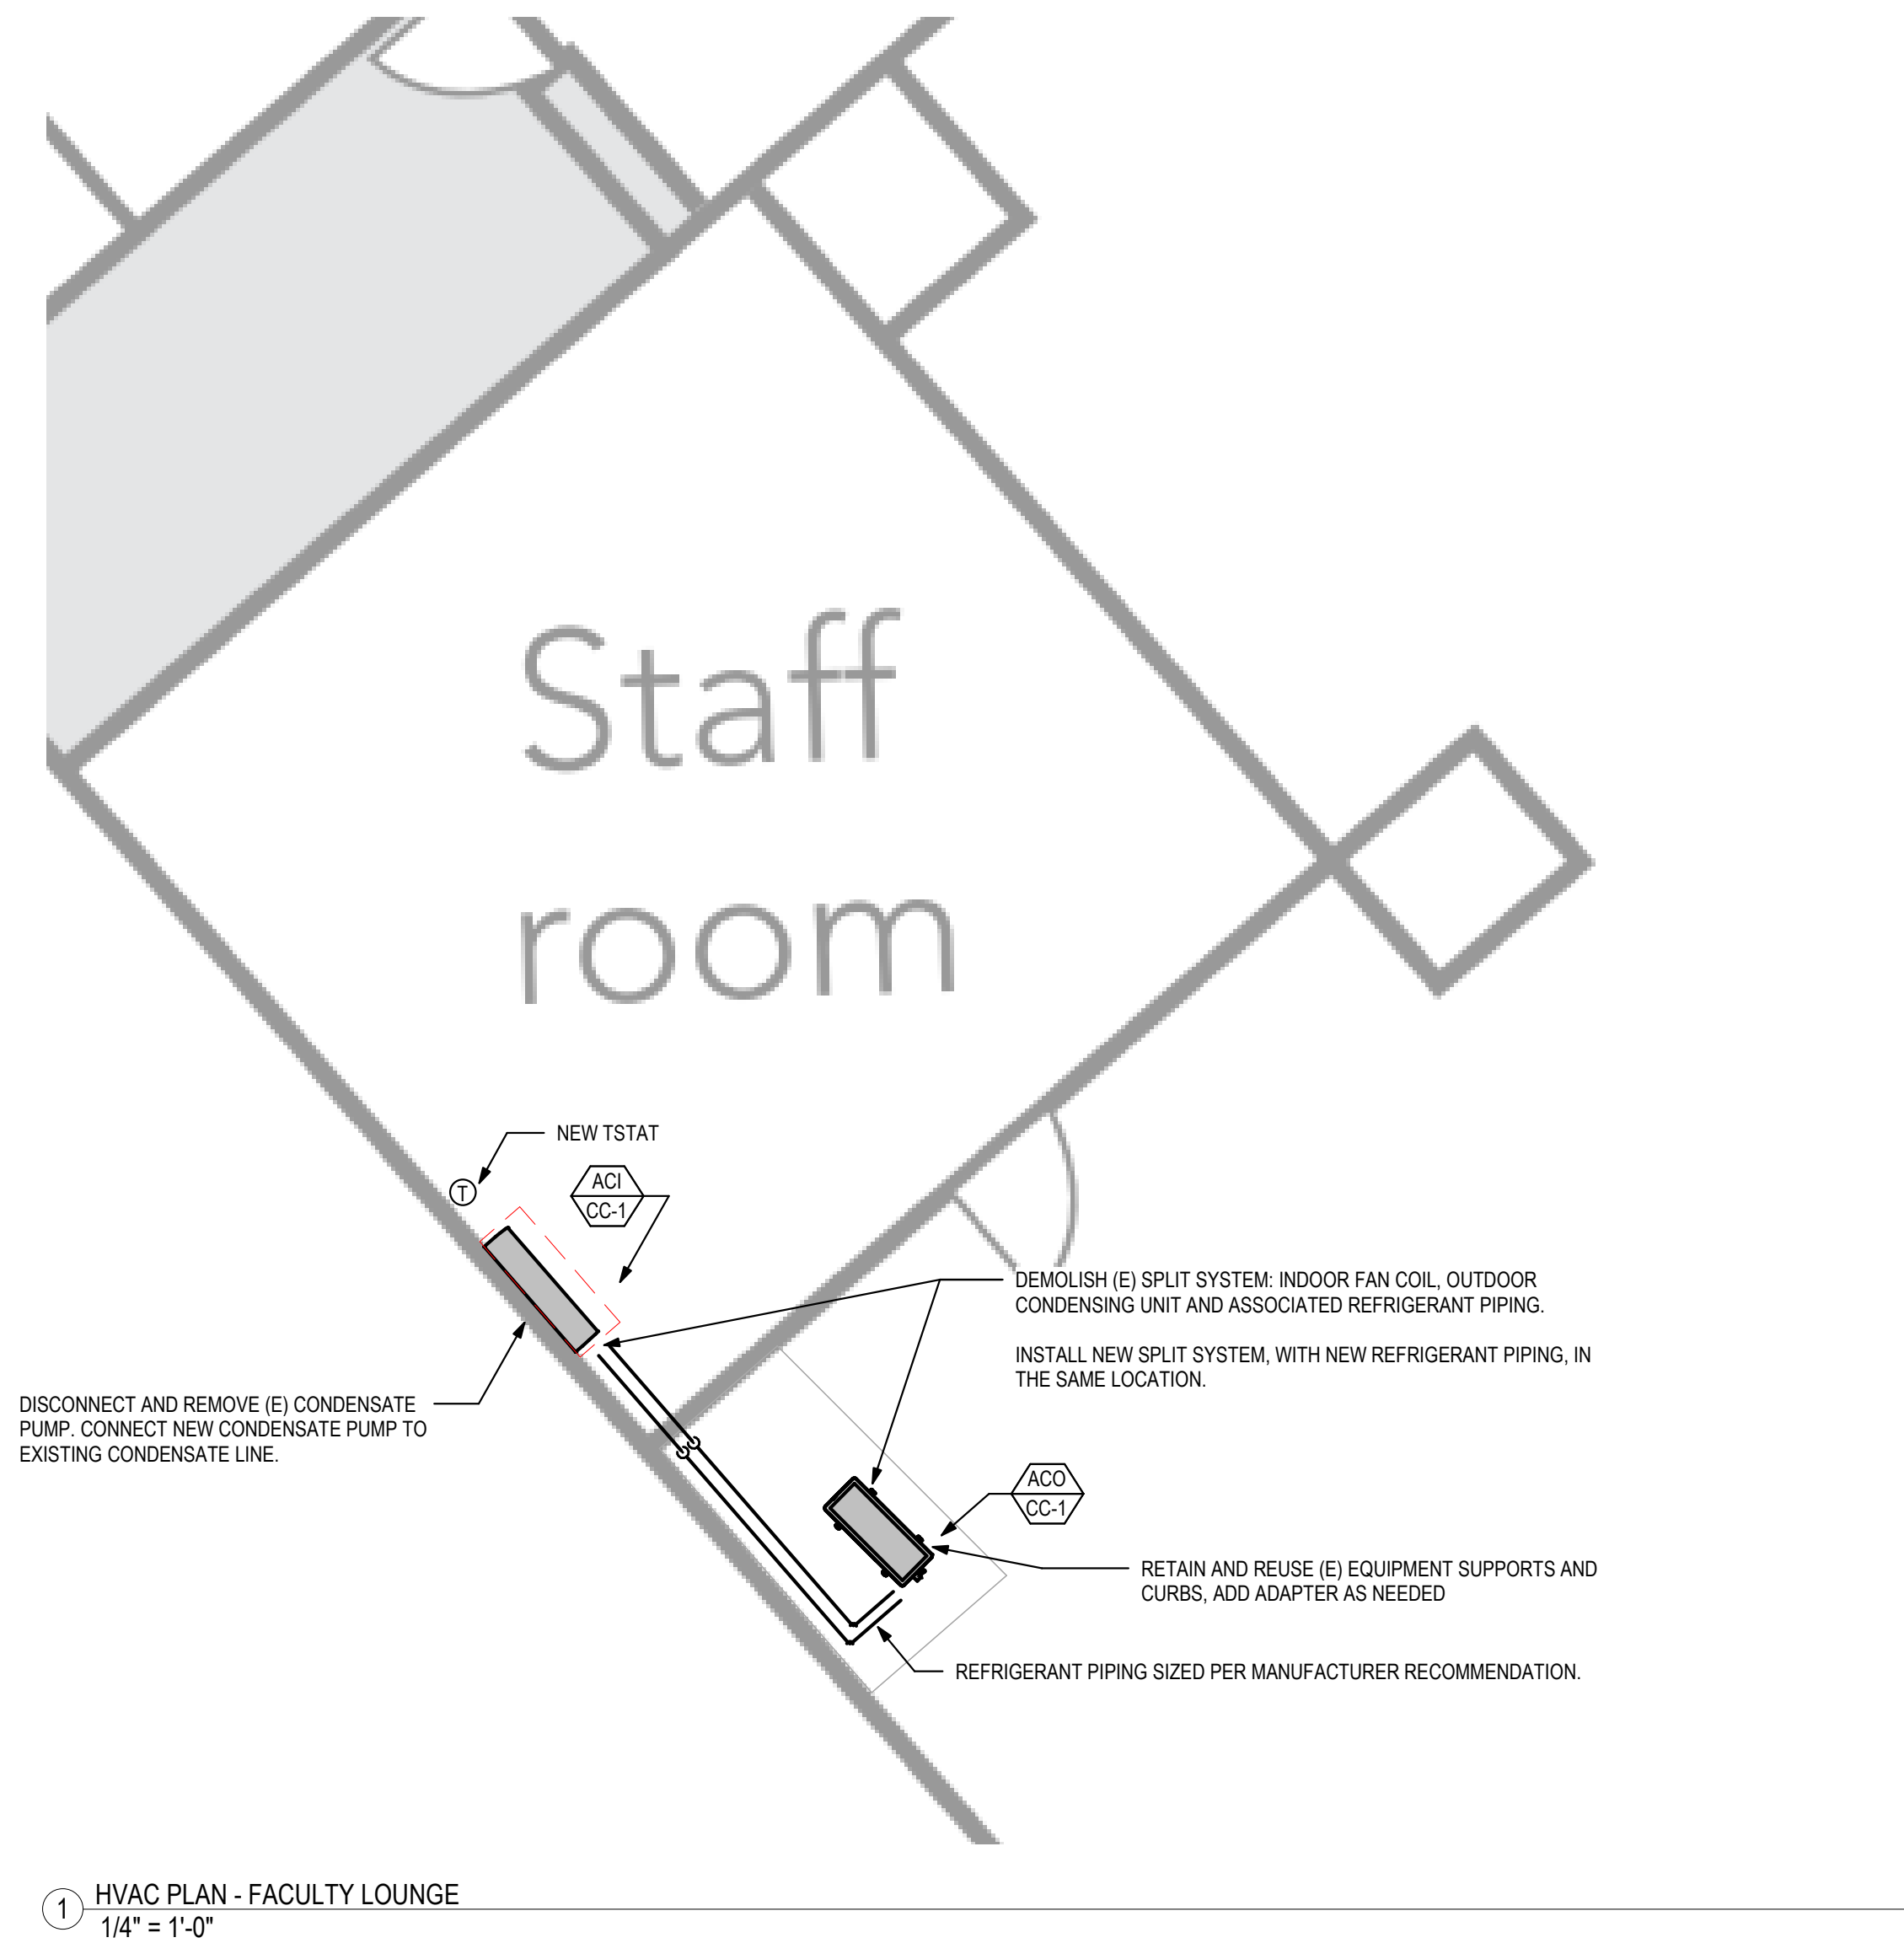 Staff
room
NEW TSTAT
T
ACI
CC-1
DEMOLISH (E) SPLIT SYSTEM: INDOOR FAN COIL, OUTDOOR
CONDENSING UNIT AND ASSOCIATED REFRIGERANT PIPING.
INSTALL NEW SPLIT SYSTEM, WITH NEW REFRIGERANT PIPING, IN
THE SAME LOCATION.
DISCONNECT AND REMOVE (E) CONDENSATE
PUMP. CONNECT NEW CONDENSATE PUMP TO
EXISTING CONDENSATE LINE.
ACO
CC-1
RETAIN AND REUSE (E) EQUIPMENT SUPPORTS AND
CURBS, ADD ADAPTER AS NEEDED
REFRIGERANT PIPING SIZED PER MANUFACTURER RECOMMENDATION.
1
HVAC PLAN - FACULTY LOUNGE
1/4" = 1'-0"